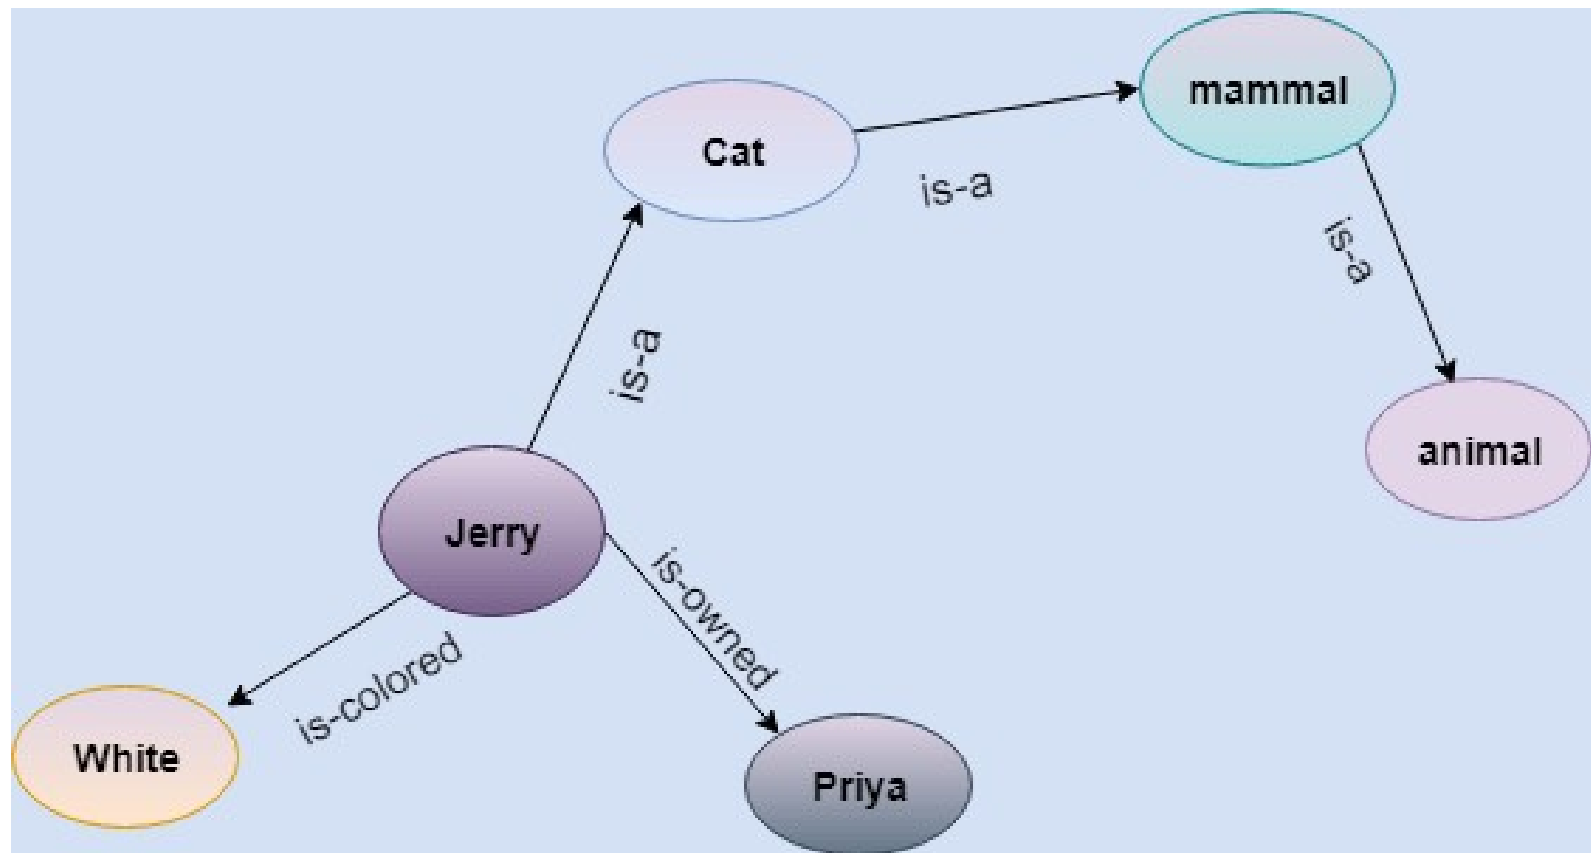 mammal
Cat
is-a
is-a
is-a
animal
Jerry
is-owned
is-colored
White
Priya